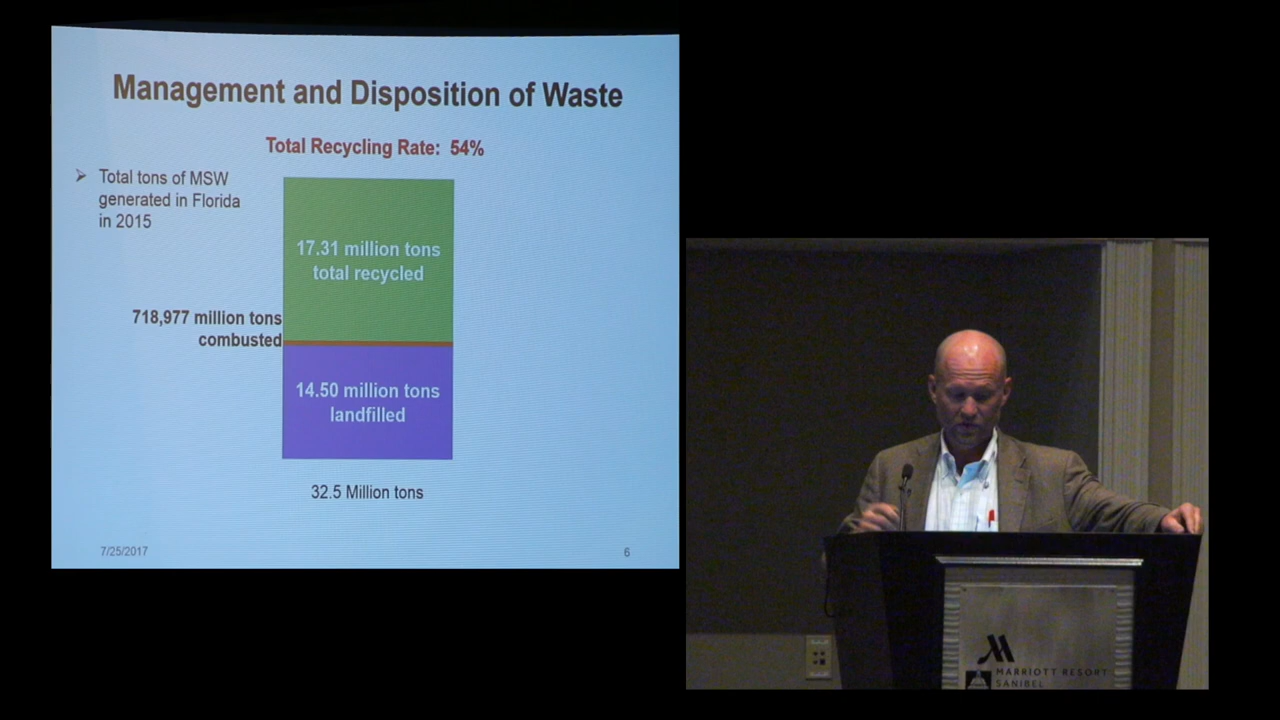 Management and Disposition of Waste
Total Recycling Rate: 54%
Total tons of MSW
generated in Florida
in 2015
17.31 million tons
total recycled
718,977 million tons
combusted
14.50 million tons
landfilled
32.5 Million tons
7/25/2017
6
MARRIOTT RESORT
SANIBEL